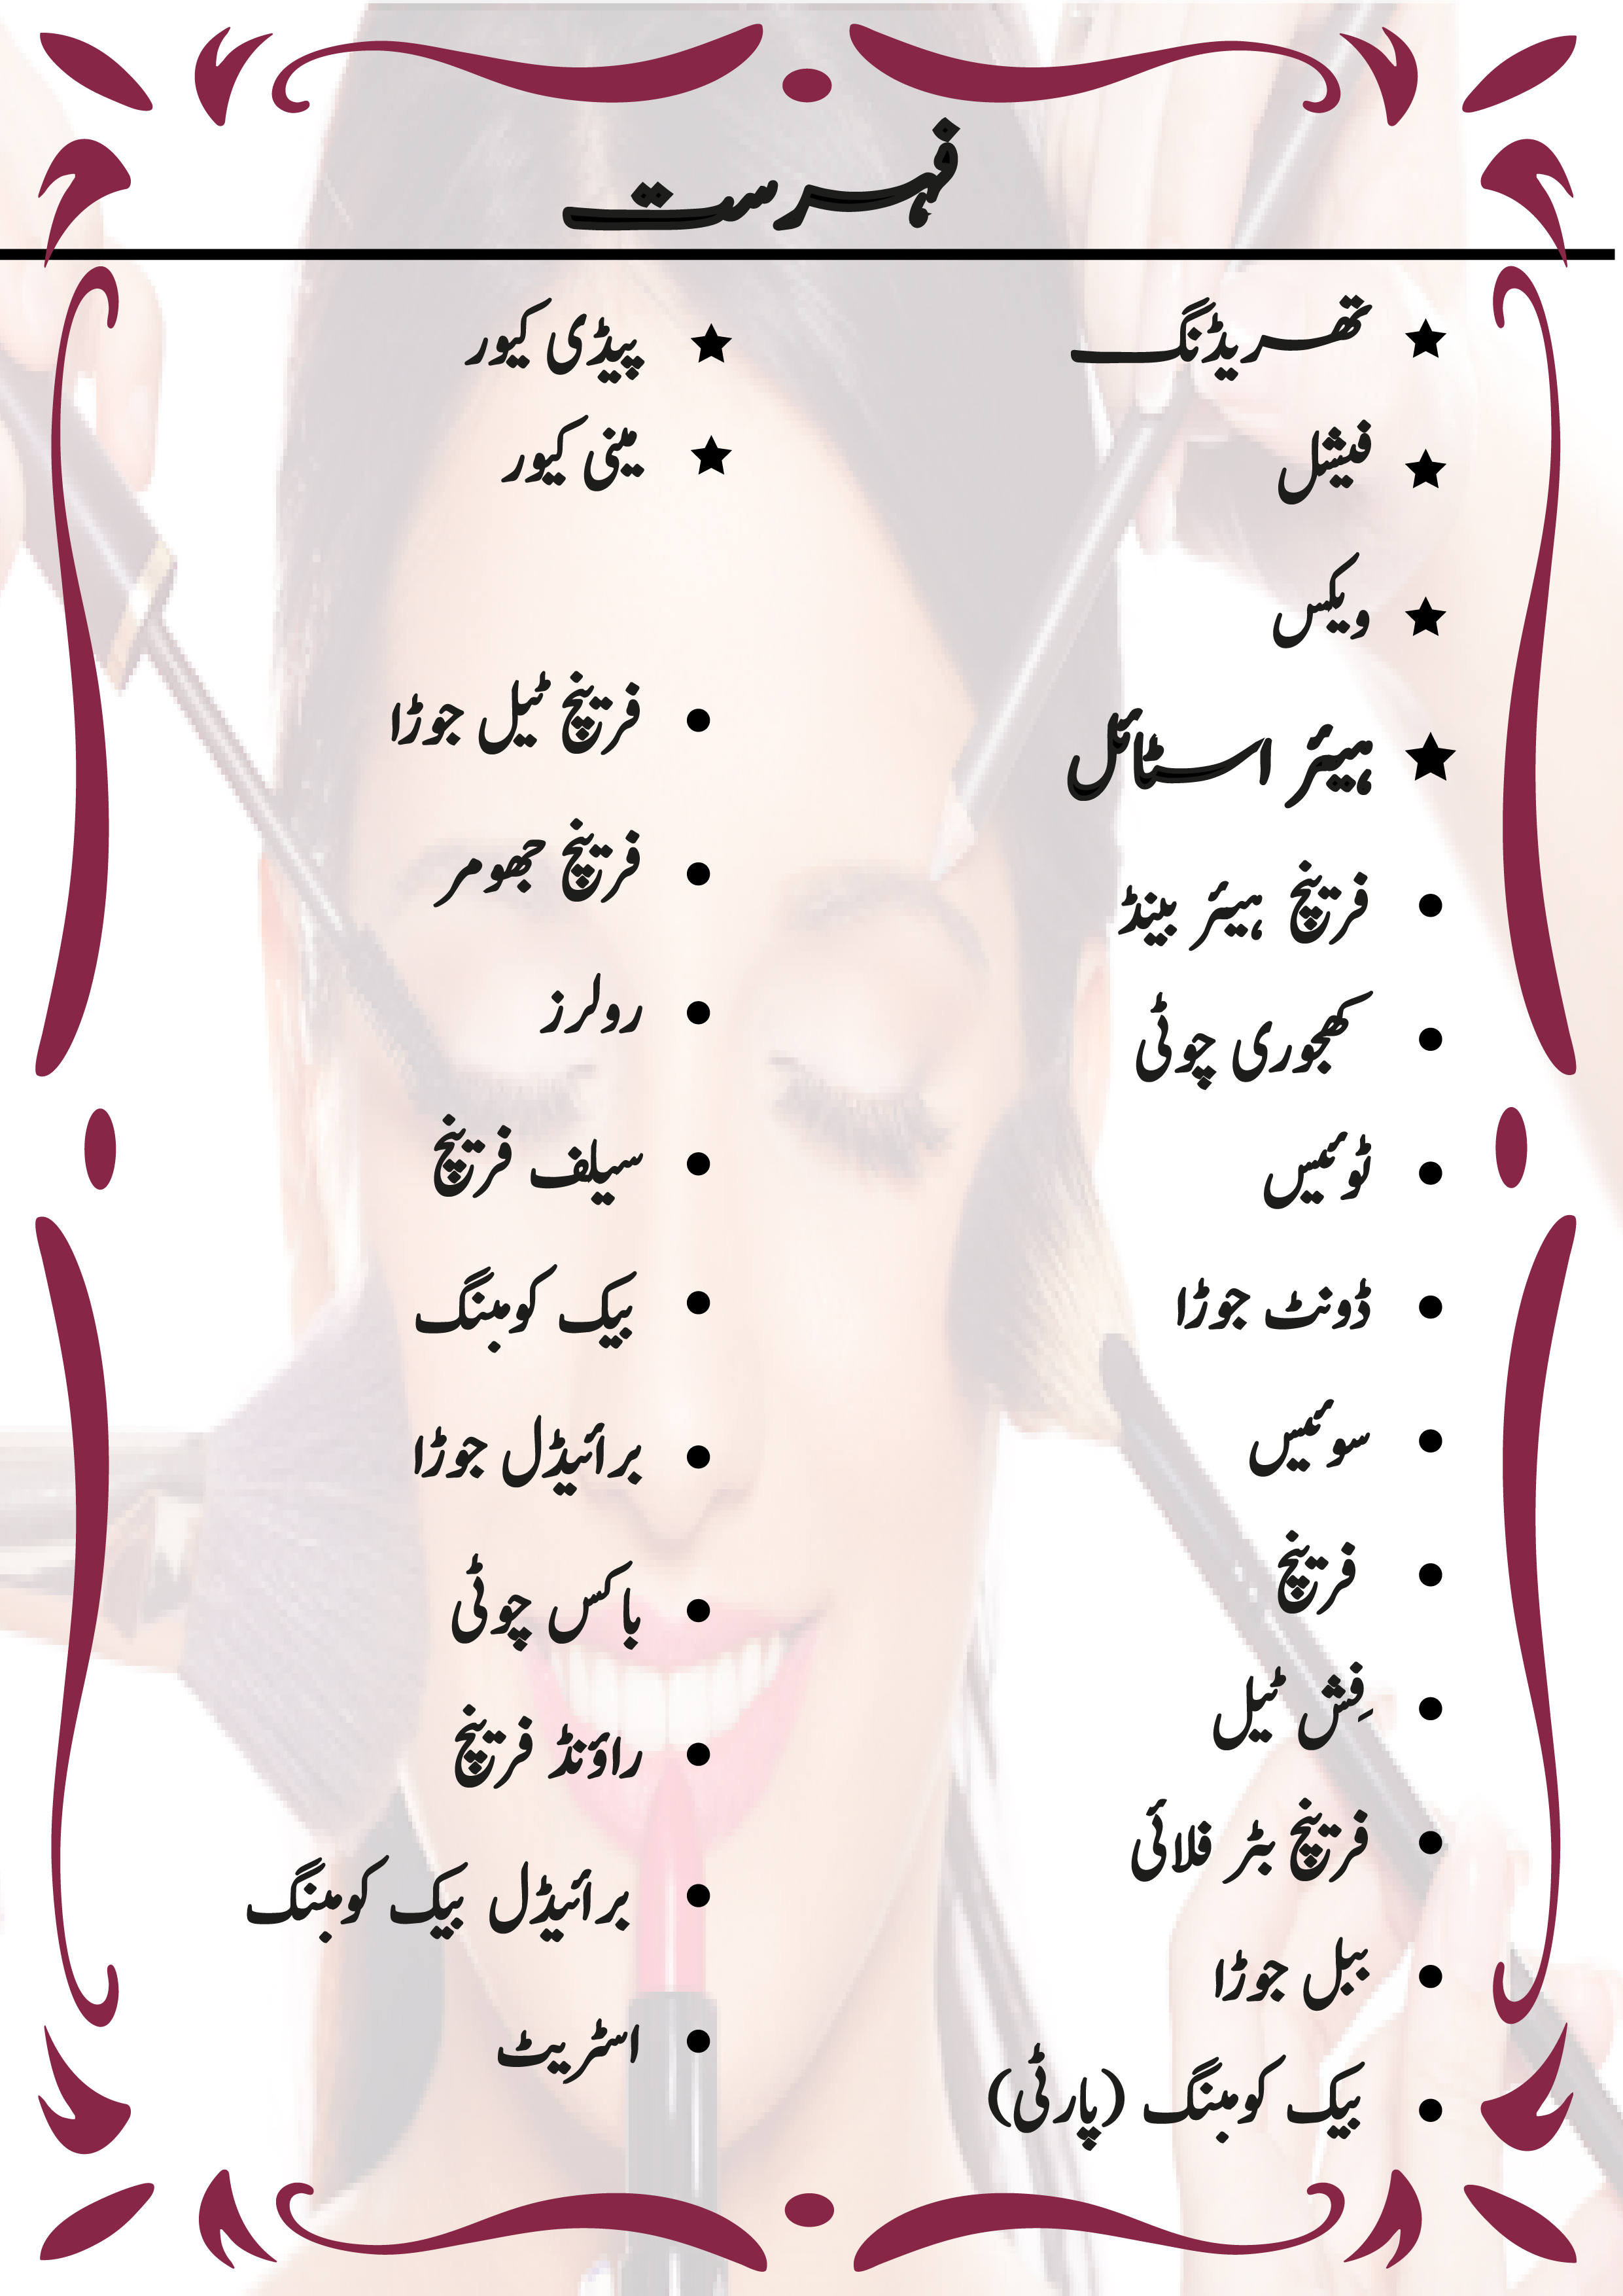 فہرست
تھریڈنگ
فیشل
ویکس
ہیئر اسٹائل
فرینچ ہیئر بینڈ
کھجوری چوٹی
ٹوئیس
ڈونٹ جوڑا
سوئیس
فرینچ
فِش ٹیل
فرینچ بٹر فلائی
ببل جوڑا
بیک کومبنگ (پارٹی)
پیڈی کیور
مینی کیور
فرینچ ٹیل جوڑا
فرینچ جھومر
رولرز
سیلف فرینچ
بیک کومبنگ
برائیڈل جوڑا
باکس چوٹی
راؤنڈ فرینچ
برائیڈل بیک کومبنگ
اسٹریٹ